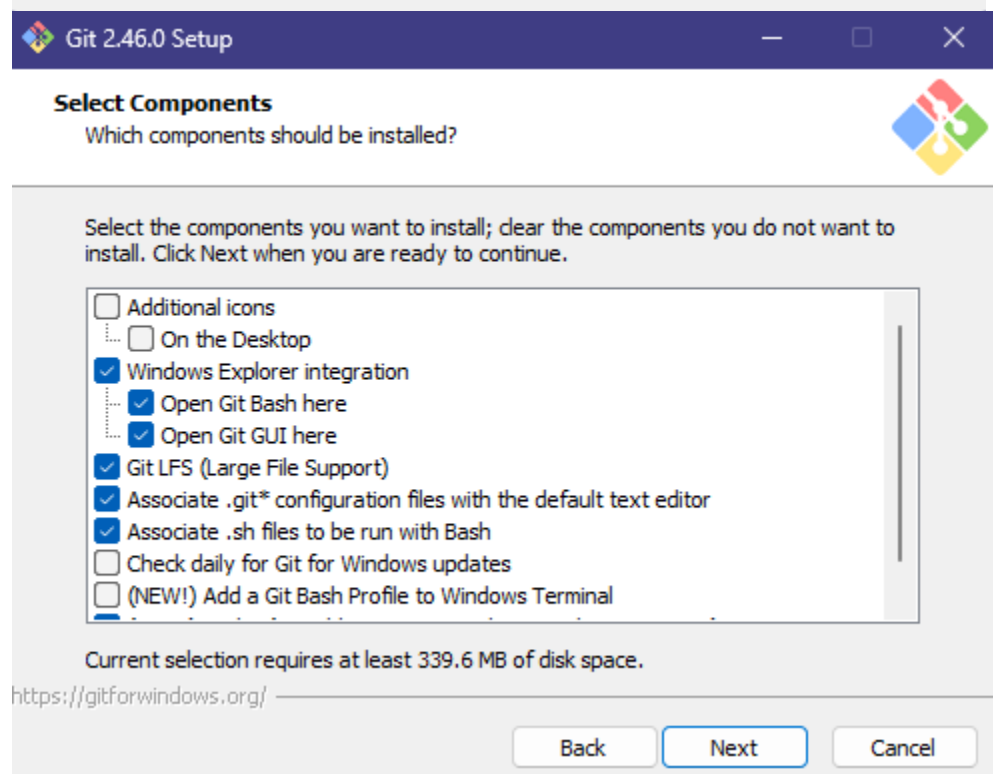 Git 2.46.0 Setup
Select Components
Which components should be installed?
Select the components you want to install; clear the components you do not want to
install. Click Next when you are ready to continue.
Additional icons
On the Desktop
Windows Explorer integration
Open Git Bash here
Open Git GUI here
Git LFS (Large File Support)
Associate .git* configuration files with the default text editor
Associate .sh files to be run with Bash
Check daily for Git for Windows updates
(NEW!) Add a Git Bash Profile to Windows Terminal
Current selection requires at least 339.6 MB of disk space.
https://gitforwindows.org/
Back Next Cancel